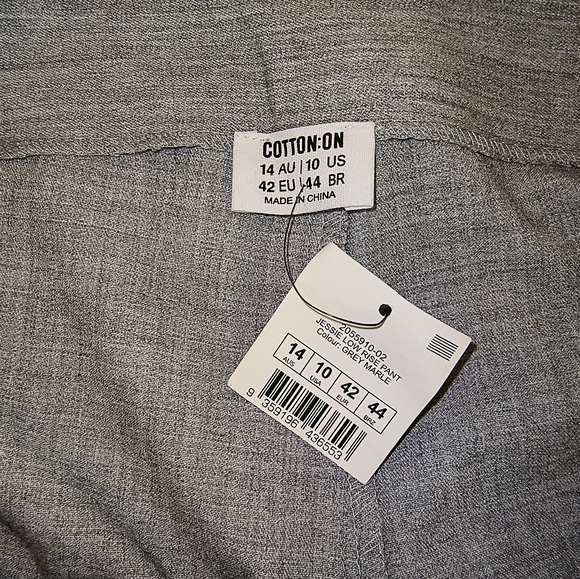 COTTON:ON
14 AU | 10 US
42 EU | 44 BR
MADE IN CHINA
2055910-02
JESSIE LOW RISE PANT
Colour: GREY MARLE
14 10 42 44
AUS USA EUR BRZ
9 359196 436553